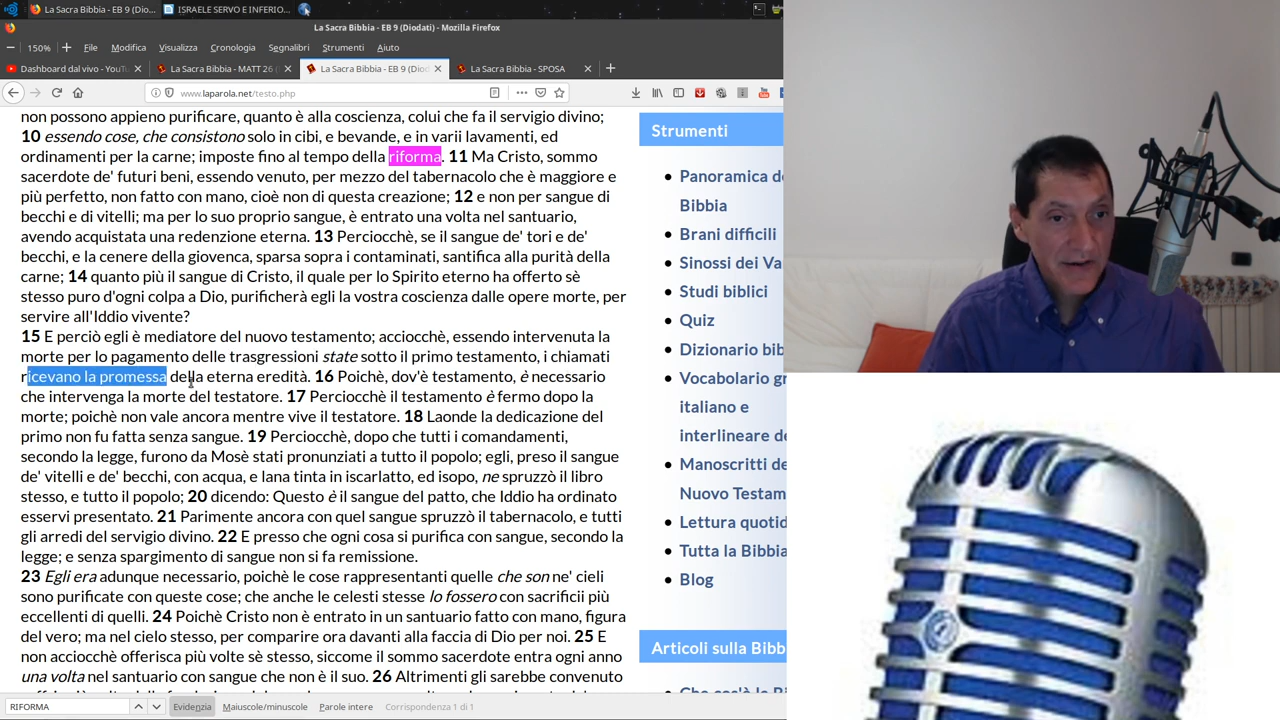 La Sacra Bibbia - EB 9 (Dio...
ISRAELE SERVO E INFERIO...
La Sacra Bibbia - EB 9 (Diodati) - Mozilla Firefox
150%
File Modifica Visualizza Cronologia Segnalibri Strumenti Aiuto
Dashboard dal vivo - YouTu
La Sacra Bibbia - MATT 26
La Sacra Bibbia - EB 9 (Diod
La Sacra Bibbia - SPOSA
www.laparola.net/testo.php
non possono appieno purificare, quanto è alla coscienza, colui che fa il servigio divino;
10 essendo cose, che consistono solo in cibi, e bevande, e in varii lavamenti, ed
ordinamenti per la carne; imposte fino al tempo della riforma. 11 Ma Cristo, sommo
sacerdote de' futuri beni, essendo venuto, per mezzo del tabernacolo che è maggiore e
più perfetto, non fatto con mano, cioè non di questa creazione; 12 e non per sangue di
becchi e di vitelli; ma per lo suo proprio sangue, è entrato una volta nel santuario,
avendo acquistata una redenzione eterna. 13 Perciocchè, se il sangue de' tori e de'
becchi, e la cenere della giovenca, sparsa sopra i contaminati, santifica alla purità della
carne; 14 quanto più il sangue di Cristo, il quale per lo Spirito eterno ha offerto sè
stesso puro d'ogni colpa a Dio, purificherà egli la vostra coscienza dalle opere morte, per
servire all'Iddio vivente?
15 E perciò egli è mediatore del nuovo testamento; acciocchè, essendo intervenuta la
morte per lo pagamento delle trasgressioni state sotto il primo testamento, i chiamati
ricevano la promessa della eterna eredità. 16 Poichè, dov'è testamento, è necessario
che intervenga la morte del testatore. 17 Perciocchè il testamento è fermo dopo la
morte; poichè non vale ancora mentre vive il testatore. 18 Laonde la dedicazione del
primo non fu fatta senza sangue. 19 Perciocchè, dopo che tutti i comandamenti,
secondo la legge, furono da Mosè stati pronunziati a tutto il popolo; egli, preso il sangue
de' vitelli e de' becchi, con acqua, e lana tinta in iscarlatto, ed isopo, ne spruzzò il libro
stesso, e tutto il popolo; 20 dicendo: Questo è il sangue del patto, che Iddio ha ordinato
esservi presentato. 21 Parimente ancora con quel sangue spruzzò il tabernacolo, e tutti
gli arredi del servigio divino. 22 E presso che ogni cosa si purifica con sangue, secondo la
legge; e senza spargimento di sangue non si fa remissione.
23 Egli era adunque necessario, poichè le cose rappresentanti quelle che son ne' cieli
sono purificate con queste cose; che anche le celesti stesse lo fossero con sacrificii più
eccellenti di quelli. 24 Poichè Cristo non è entrato in un santuario fatto con mano, figura
del vero; ma nel cielo stesso, per comparire ora davanti alla faccia di Dio per noi. 25 E
non acciocchè offerisca più volte sè stesso, siccome il sommo sacerdote entra ogni anno
una volta nel santuario con sangue che non è il suo. 26 Altrimenti gli sarebbe convenuto
Strumenti
Panoramica de
Bibbia
Brani difficili
Sinossi dei Va
Studi biblici
Quiz
Dizionario bib
Vocabolario gr
italiano e
interlineare de
Manoscritti de
Nuovo Testam
Lettura quotid
Tutta la Bibbia
Blog
Articoli sulla Bibb
RIFORMA
Evidenzia Maiuscole/minuscole Parole intere Corrispondenza 1 di 1